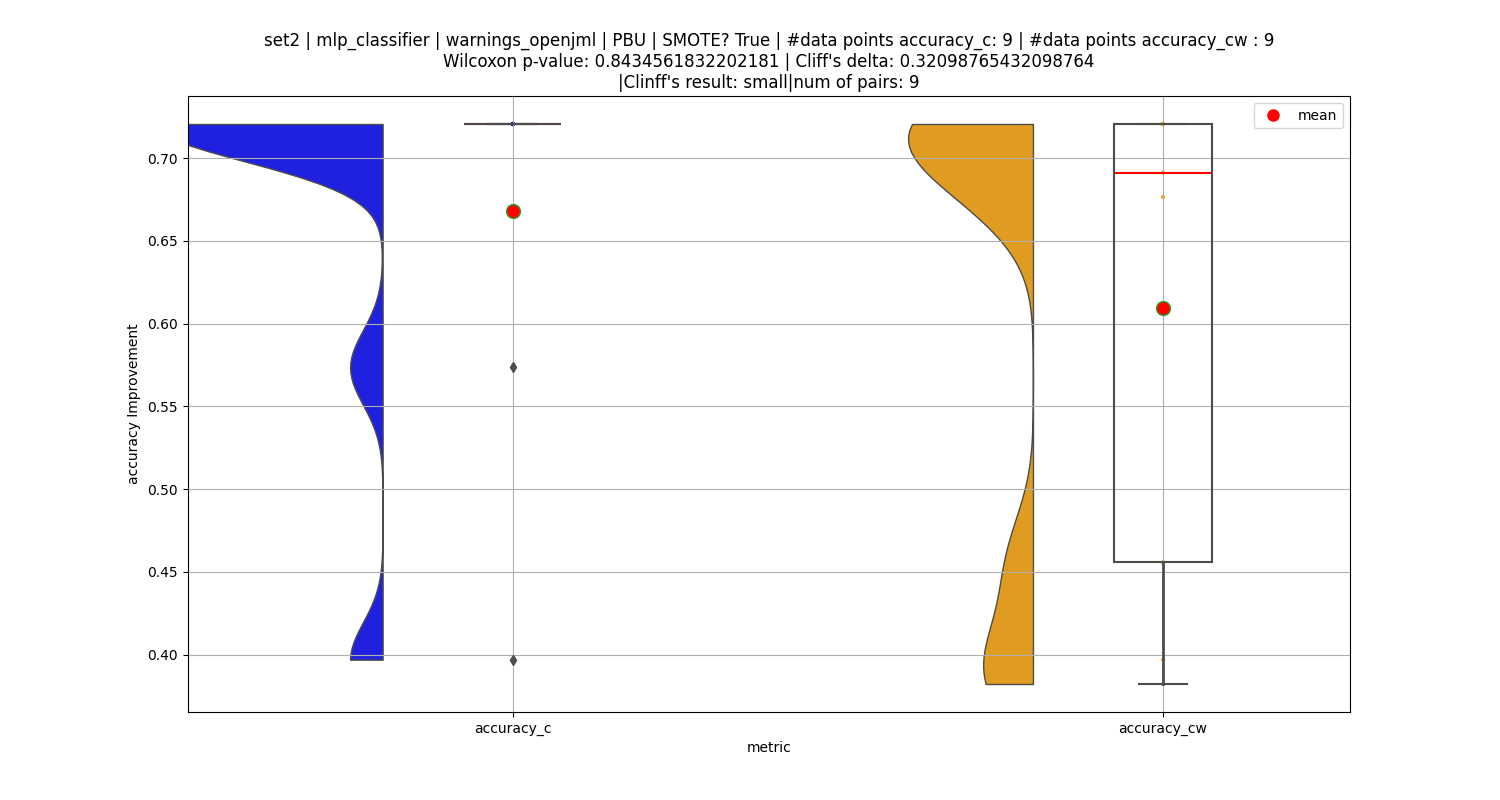 set2 | mlp_classifier | warnings_openjml | PBU | SMOTE? True | #data points accuracy_c: 9 | #data points accuracy_cw : 9
Wilcoxon p-value: 0.8434561832202181 | Cliff's delta: 0.32098765432098764
|Clinff's result: small|num of pairs: 9
mean
0.70
0.65
0.60
0.55
0.50
0.45
0.40
accuracy Improvement
accuracy_c
accuracy_cw
metric